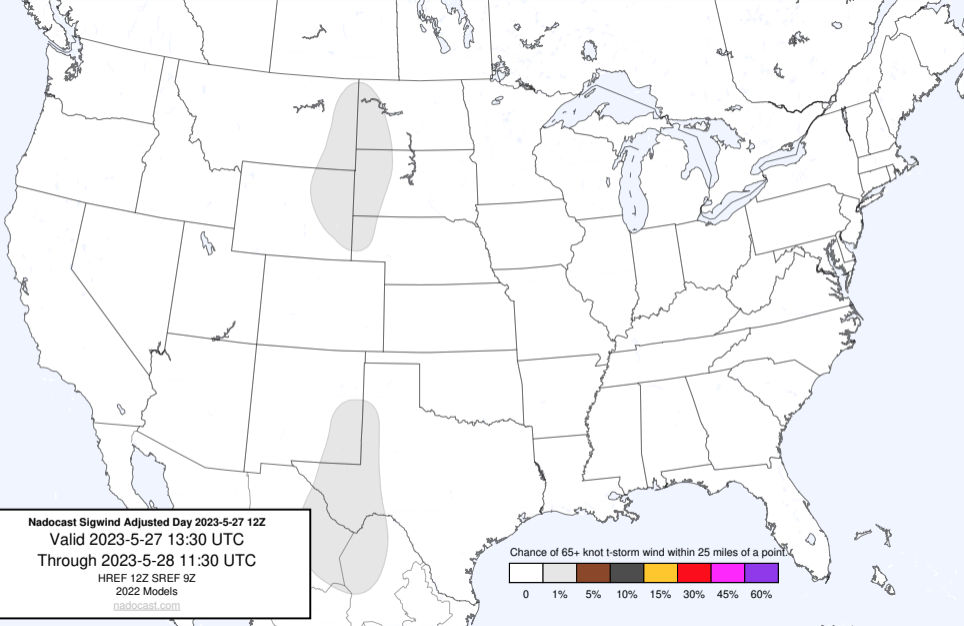 Nadocast Sigwind Adjusted Day 2023-5-27 12Z
Valid 2023-5-27 13:30 UTC
Through 2023-5-28 11:30 UTC
HREF 12Z SREF 9Z
2022 Models
nadocast.com
Chance of 65+ knot t-storm wind within 25 miles of a point.
0 1% 5% 10% 15% 30% 45% 60%